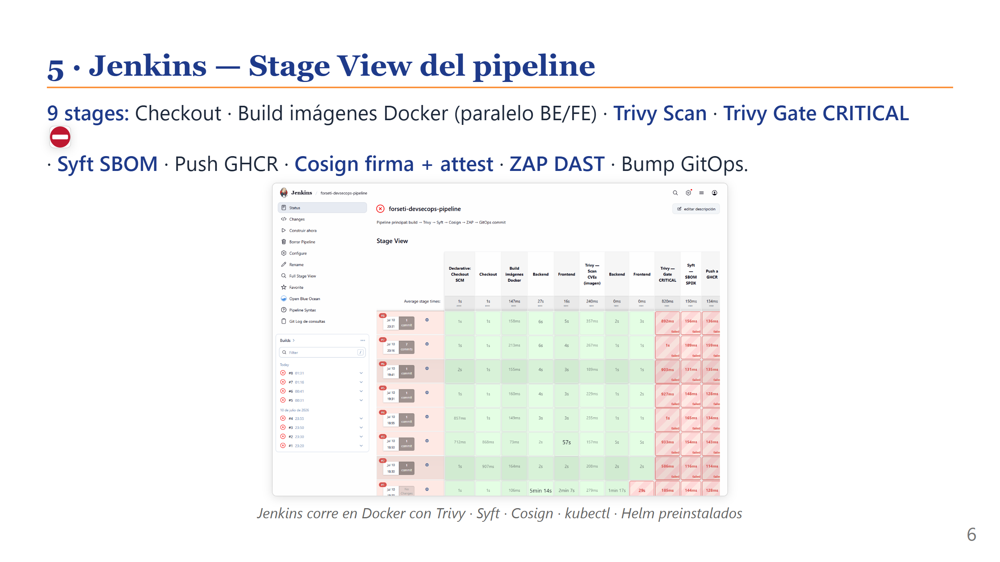 5 · Jenkins — Stage View del pipeline
9 stages: Checkout · Build imágenes Docker (paralelo BE/FE) · Trivy Scan · Trivy Gate CRITICAL
· Syft SBOM · Push GHCR · Cosign firma + attest · ZAP DAST · Bump GitOps.
Jenkins / forseti-devsecops-pipeline
Status
Changes
Construir ahora
Borrar Pipeline
Configure
Rename
Full Stage View
Favorite
Open Blue Ocean
Pipeline Syntax
Git Log de consultas
Builds
Filter /
Today
#8 01:31
#7 01:16
#6 00:41
#5 00:31
10 de julio de 2026
#4 23:55
#3 23:50
#2 23:30
#1 23:20
forseti-devsecops-pipeline
editar descripción
Pipeline principal: build → Trivy → Syft → Cosign → ZAP → GitOps commit
Stage View
Declarative: Checkout SCM
Checkout
Build imágenes Docker
Backend
Frontend
Trivy — Scan CVEs (imagen)
Backend
Frontend
Trivy — Gate CRITICAL
Syft — SBOM SPDX
Push a GHCR
Average stage times: 1s 1s 147ms 27s 16s 240ms 0ms 0ms 820ms 150ms 134ms
#8 Jul 10 20:31 1 commit 1s 1s 158ms 6s 5s 357ms 2s 3s 892ms failed 156ms failed 136ms failed
#7 Jul 10 20:16 7 commits 1s 1s 213ms 6s 4s 267ms 1s 1s 1s failed 189ms failed 159ms failed
#6 Jul 10 19:41 1 commit 2s 1s 155ms 4s 3s 189ms 1s 1s 903ms failed 131ms failed 135ms failed
#5 Jul 10 19:31 1 commit 1s 1s 160ms 4s 3s 229ms 1s 2s 927ms failed 148ms failed 128ms failed
#4 Jul 10 18:55 1 commit 857ms 1s 149ms 3s 3s 235ms 1s 1s 1s failed 165ms failed 134ms failed
#3 Jul 10 18:50 1 commit 712ms 868ms 73ms 2s 57s 157ms 5s 5s 933ms failed 154ms failed 143ms failed
#2 Jul 10 18:30 1 commit 1s 907ms 164ms 2s 2s 208ms 2s 2s 586ms failed 116ms failed 114ms failed
#1 Jul 10 18:20 No Changes 1s 1s 106ms 5min 14s 2min 7s 279ms 1min 17s 29s 185ms 144ms 128ms
Jenkins corre en Docker con Trivy · Syft · Cosign · kubectl · Helm preinstalados
6